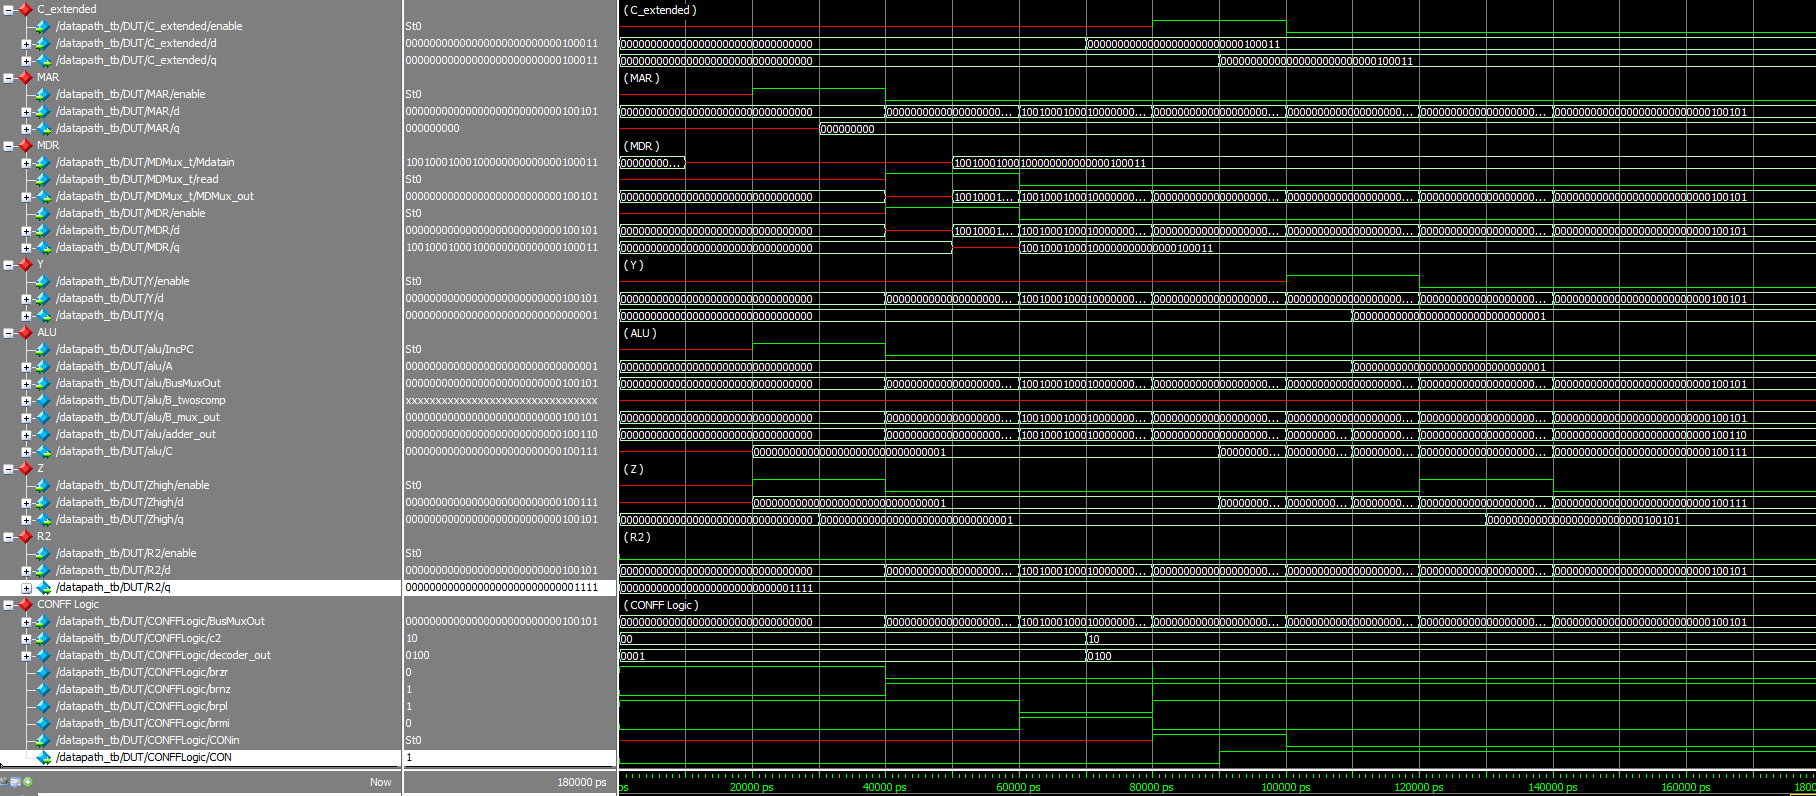 C_extended ( C_extended )
/datapath_tb/DUT/C_extended/enable St0
/datapath_tb/DUT/C_extended/d 00000000000000000000000000100011 00000000000000000000000000000000 00000000000000000000000000100011
/datapath_tb/DUT/C_extended/q 00000000000000000000000000100011 00000000000000000000000000000000 00000000000000000000000000100011
MAR ( MAR )
/datapath_tb/DUT/MAR/enable St0
/datapath_tb/DUT/MAR/d 00000000000000000000000000100101 00000000000000000000000000000000 0000000000000000000... 1001000100010000000... 0000000000000000000... 0000000000000000000... 0000000000000000000... 00000000000000000000000000100101
/datapath_tb/DUT/MAR/q 000000000 000000000
MDR ( MDR )
/datapath_tb/DUT/MDMux_t/Mdatain 10010001000100000000000000100011 00000000... 10010001000100000000000000100011
/datapath_tb/DUT/MDMux_t/read St0
/datapath_tb/DUT/MDMux_t/MDMux_out 00000000000000000000000000100101 00000000000000000000000000000000 10010001... 1001000100010000000... 0000000000000000000... 0000000000000000000... 0000000000000000000... 00000000000000000000000000100101
/datapath_tb/DUT/MDR/enable St0
/datapath_tb/DUT/MDR/d 00000000000000000000000000100101 00000000000000000000000000000000 10010001... 1001000100010000000... 0000000000000000000... 0000000000000000000... 0000000000000000000... 00000000000000000000000000100101
/datapath_tb/DUT/MDR/q 10010001000100000000000000100011 00000000000000000000000000000000 10010001000100000000000000100011
Y ( Y )
/datapath_tb/DUT/Y/enable St0
/datapath_tb/DUT/Y/d 00000000000000000000000000100101 00000000000000000000000000000000 0000000000000000000... 1001000100010000000... 0000000000000000000... 0000000000000000000... 0000000000000000000... 00000000000000000000000000100101
/datapath_tb/DUT/Y/q 00000000000000000000000000000001 00000000000000000000000000000000 00000000000000000000000000000001
ALU ( ALU )
/datapath_tb/DUT/alu/IncPC St0
/datapath_tb/DUT/alu/A 00000000000000000000000000000001 00000000000000000000000000000000 00000000000000000000000000000001
/datapath_tb/DUT/alu/BusMuxOut 00000000000000000000000000100101 00000000000000000000000000000000 0000000000000000000... 1001000100010000000... 0000000000000000000... 0000000000000000000... 0000000000000000000... 00000000000000000000000000100101
/datapath_tb/DUT/alu/B_twoscomp xxxxxxxxxxxxxxxxxxxxxxxxxxxxxxxx
/datapath_tb/DUT/alu/B_mux_out 00000000000000000000000000100101 00000000000000000000000000000000 0000000000000000000... 1001000100010000000... 0000000000000000000... 0000000000000000000... 0000000000000000000... 00000000000000000000000000100101
/datapath_tb/DUT/alu/adder_out 00000000000000000000000000100110 00000000000000000000000000000000 0000000000000000000... 1001000100010000000... 0000000000000000000... 00000000... 00000000... 0000000000000000000... 00000000000000000000000000100110
/datapath_tb/DUT/alu/C 00000000000000000000000000100111 00000000000000000000000000000001 00000000... 00000000... 00000000... 0000000000000000000... 00000000000000000000000000100111
Z ( Z )
/datapath_tb/DUT/Zhigh/enable St0
/datapath_tb/DUT/Zhigh/d 00000000000000000000000000100111 00000000000000000000000000000001 00000000... 00000000... 00000000... 0000000000000000000... 00000000000000000000000000100111
/datapath_tb/DUT/Zhigh/q 00000000000000000000000000100101 00000000000000000000000000000000 00000000000000000000000000000001 00000000000000000000000000100101
R2 ( R2 )
/datapath_tb/DUT/R2/enable St0
/datapath_tb/DUT/R2/d 00000000000000000000000000100101 00000000000000000000000000000000 0000000000000000000... 1001000100010000000... 0000000000000000000... 0000000000000000000... 0000000000000000000... 00000000000000000000000000100101
/datapath_tb/DUT/R2/q 00000000000000000000000000001111 00000000000000000000000000001111
CONFF Logic ( CONFF Logic )
/datapath_tb/DUT/CONFFLogic/BusMuxOut 00000000000000000000000000100101 00000000000000000000000000000000 0000000000000000000... 1001000100010000000... 0000000000000000000... 0000000000000000000... 0000000000000000000... 00000000000000000000000000100101
/datapath_tb/DUT/CONFFLogic/c2 10 00 10
/datapath_tb/DUT/CONFFLogic/decoder_out 0100 0001 0100
/datapath_tb/DUT/CONFFLogic/brzr 0
/datapath_tb/DUT/CONFFLogic/brnz 1
/datapath_tb/DUT/CONFFLogic/brpl 1
/datapath_tb/DUT/CONFFLogic/brmi 0
/datapath_tb/DUT/CONFFLogic/CONin St0
/datapath_tb/DUT/CONFFLogic/CON 1
Now 180000 ps ps 20000 ps 40000 ps 60000 ps 80000 ps 100000 ps 120000 ps 140000 ps 160000 ps 1800